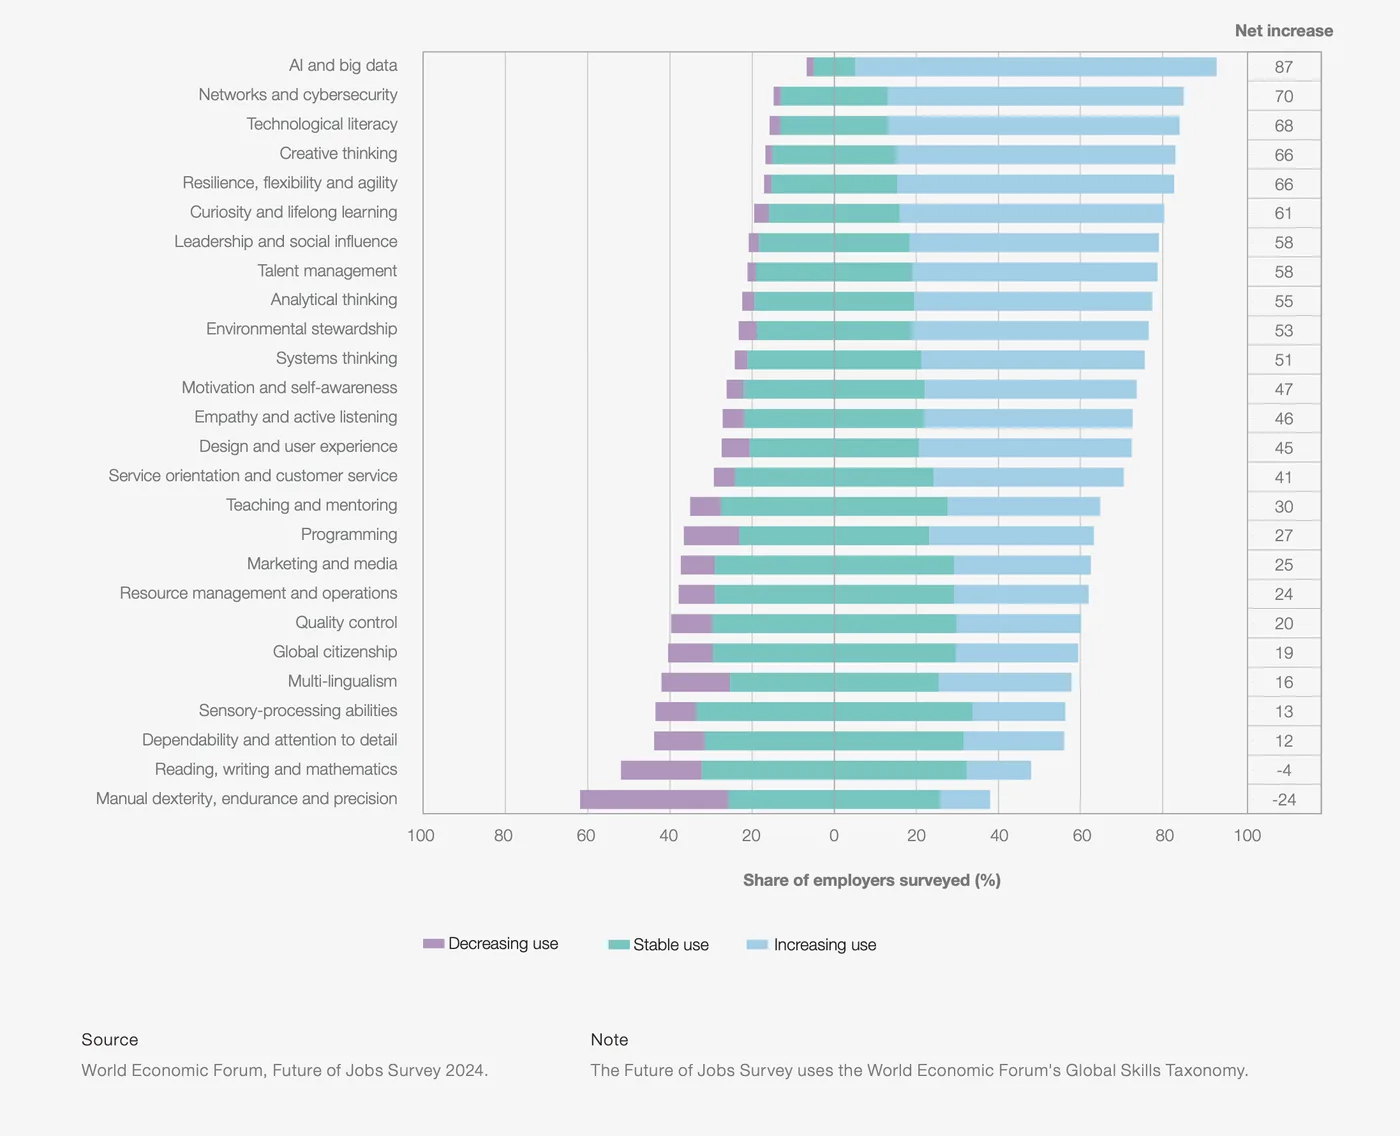 Net increase
AI and big data 87
Networks and cybersecurity 70
Technological literacy 68
Creative thinking 66
Resilience, flexibility and agility 66
Curiosity and lifelong learning 61
Leadership and social influence 58
Talent management 58
Analytical thinking 55
Environmental stewardship 53
Systems thinking 51
Motivation and self-awareness 47
Empathy and active listening 46
Design and user experience 45
Service orientation and customer service 41
Teaching and mentoring 30
Programming 27
Marketing and media 25
Resource management and operations 24
Quality control 20
Global citizenship 19
Multi-lingualism 16
Sensory-processing abilities 13
Dependability and attention to detail 12
Reading, writing and mathematics -4
Manual dexterity, endurance and precision -24
100 80 60 40 20 0 20 40 60 80 100
Share of employers surveyed (%)
Decreasing use Stable use Increasing use
Source
World Economic Forum, Future of Jobs Survey 2024.
Note
The Future of Jobs Survey uses the World Economic Forum's Global Skills Taxonomy.